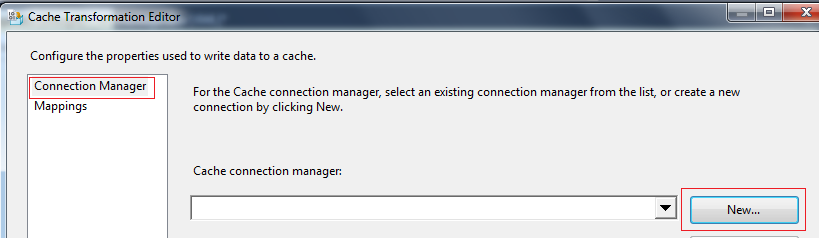 Cache Transformation Editor
Configure the properties used to write data to a cache.
Connection Manager
Mappings
For the Cache connection manager, select an existing connection manager from the list, or create a new
connection by clicking New.
Cache connection manager:
New...